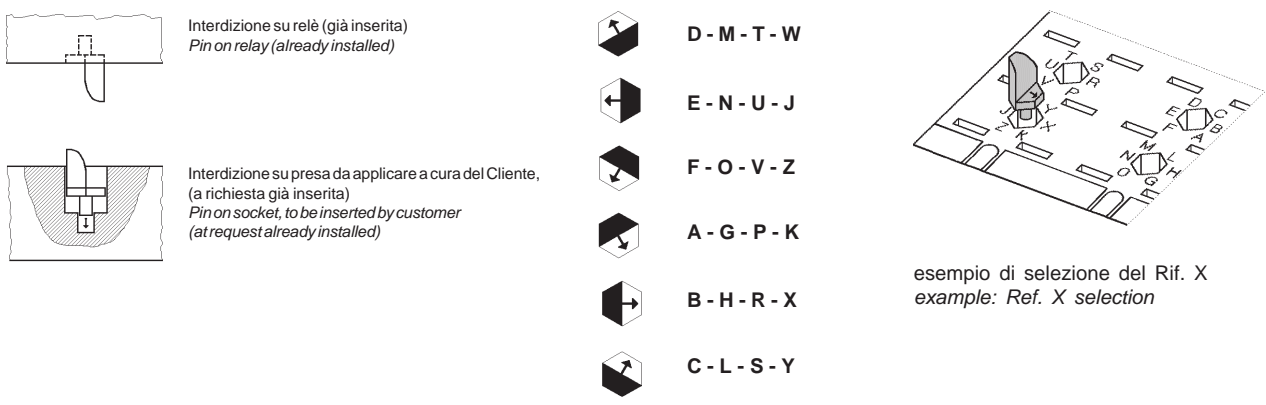 Interdizione su relè (già inserita)
Pin on relay (already installed)
Interdizione su presa da applicare a cura del Cliente,
(a richiesta già inserita)
Pin on socket, to be inserted by customer
(at request already installed)
D - M - T - W
E - N - U - J
F - O - V - Z
A - G - P - K
B - H - R - X
C - L - S - Y
T S
U R
V P
J Y
Z X
K
D C
E B
F A
M L
N H
O G
esempio di selezione del Rif. X
example: Ref. X selection